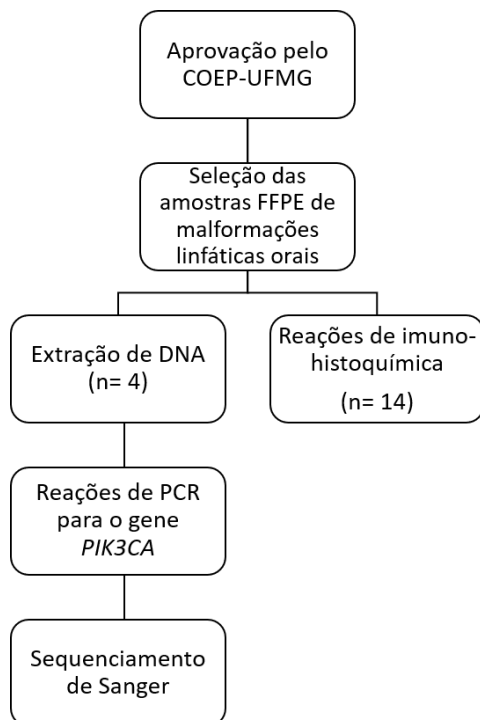 Aprovação pelo
COEP-UFMG
Seleção das
amostras FFPE de
malformações
linfáticas orais
Extração de DNA
(n= 4)
Reações de imuno-
histoquímica
(n= 14)
Reações de PCR
para o gene
PIK3CA
Sequenciamento
de Sanger